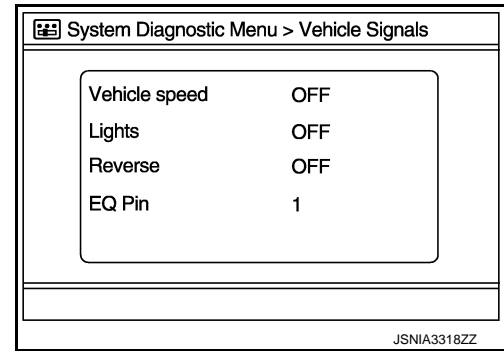 System Diagnostic Menu > Vehicle Signals
Vehicle speed OFF
Lights OFF
Reverse OFF
EQ Pin 1
JSNIA3318ZZ